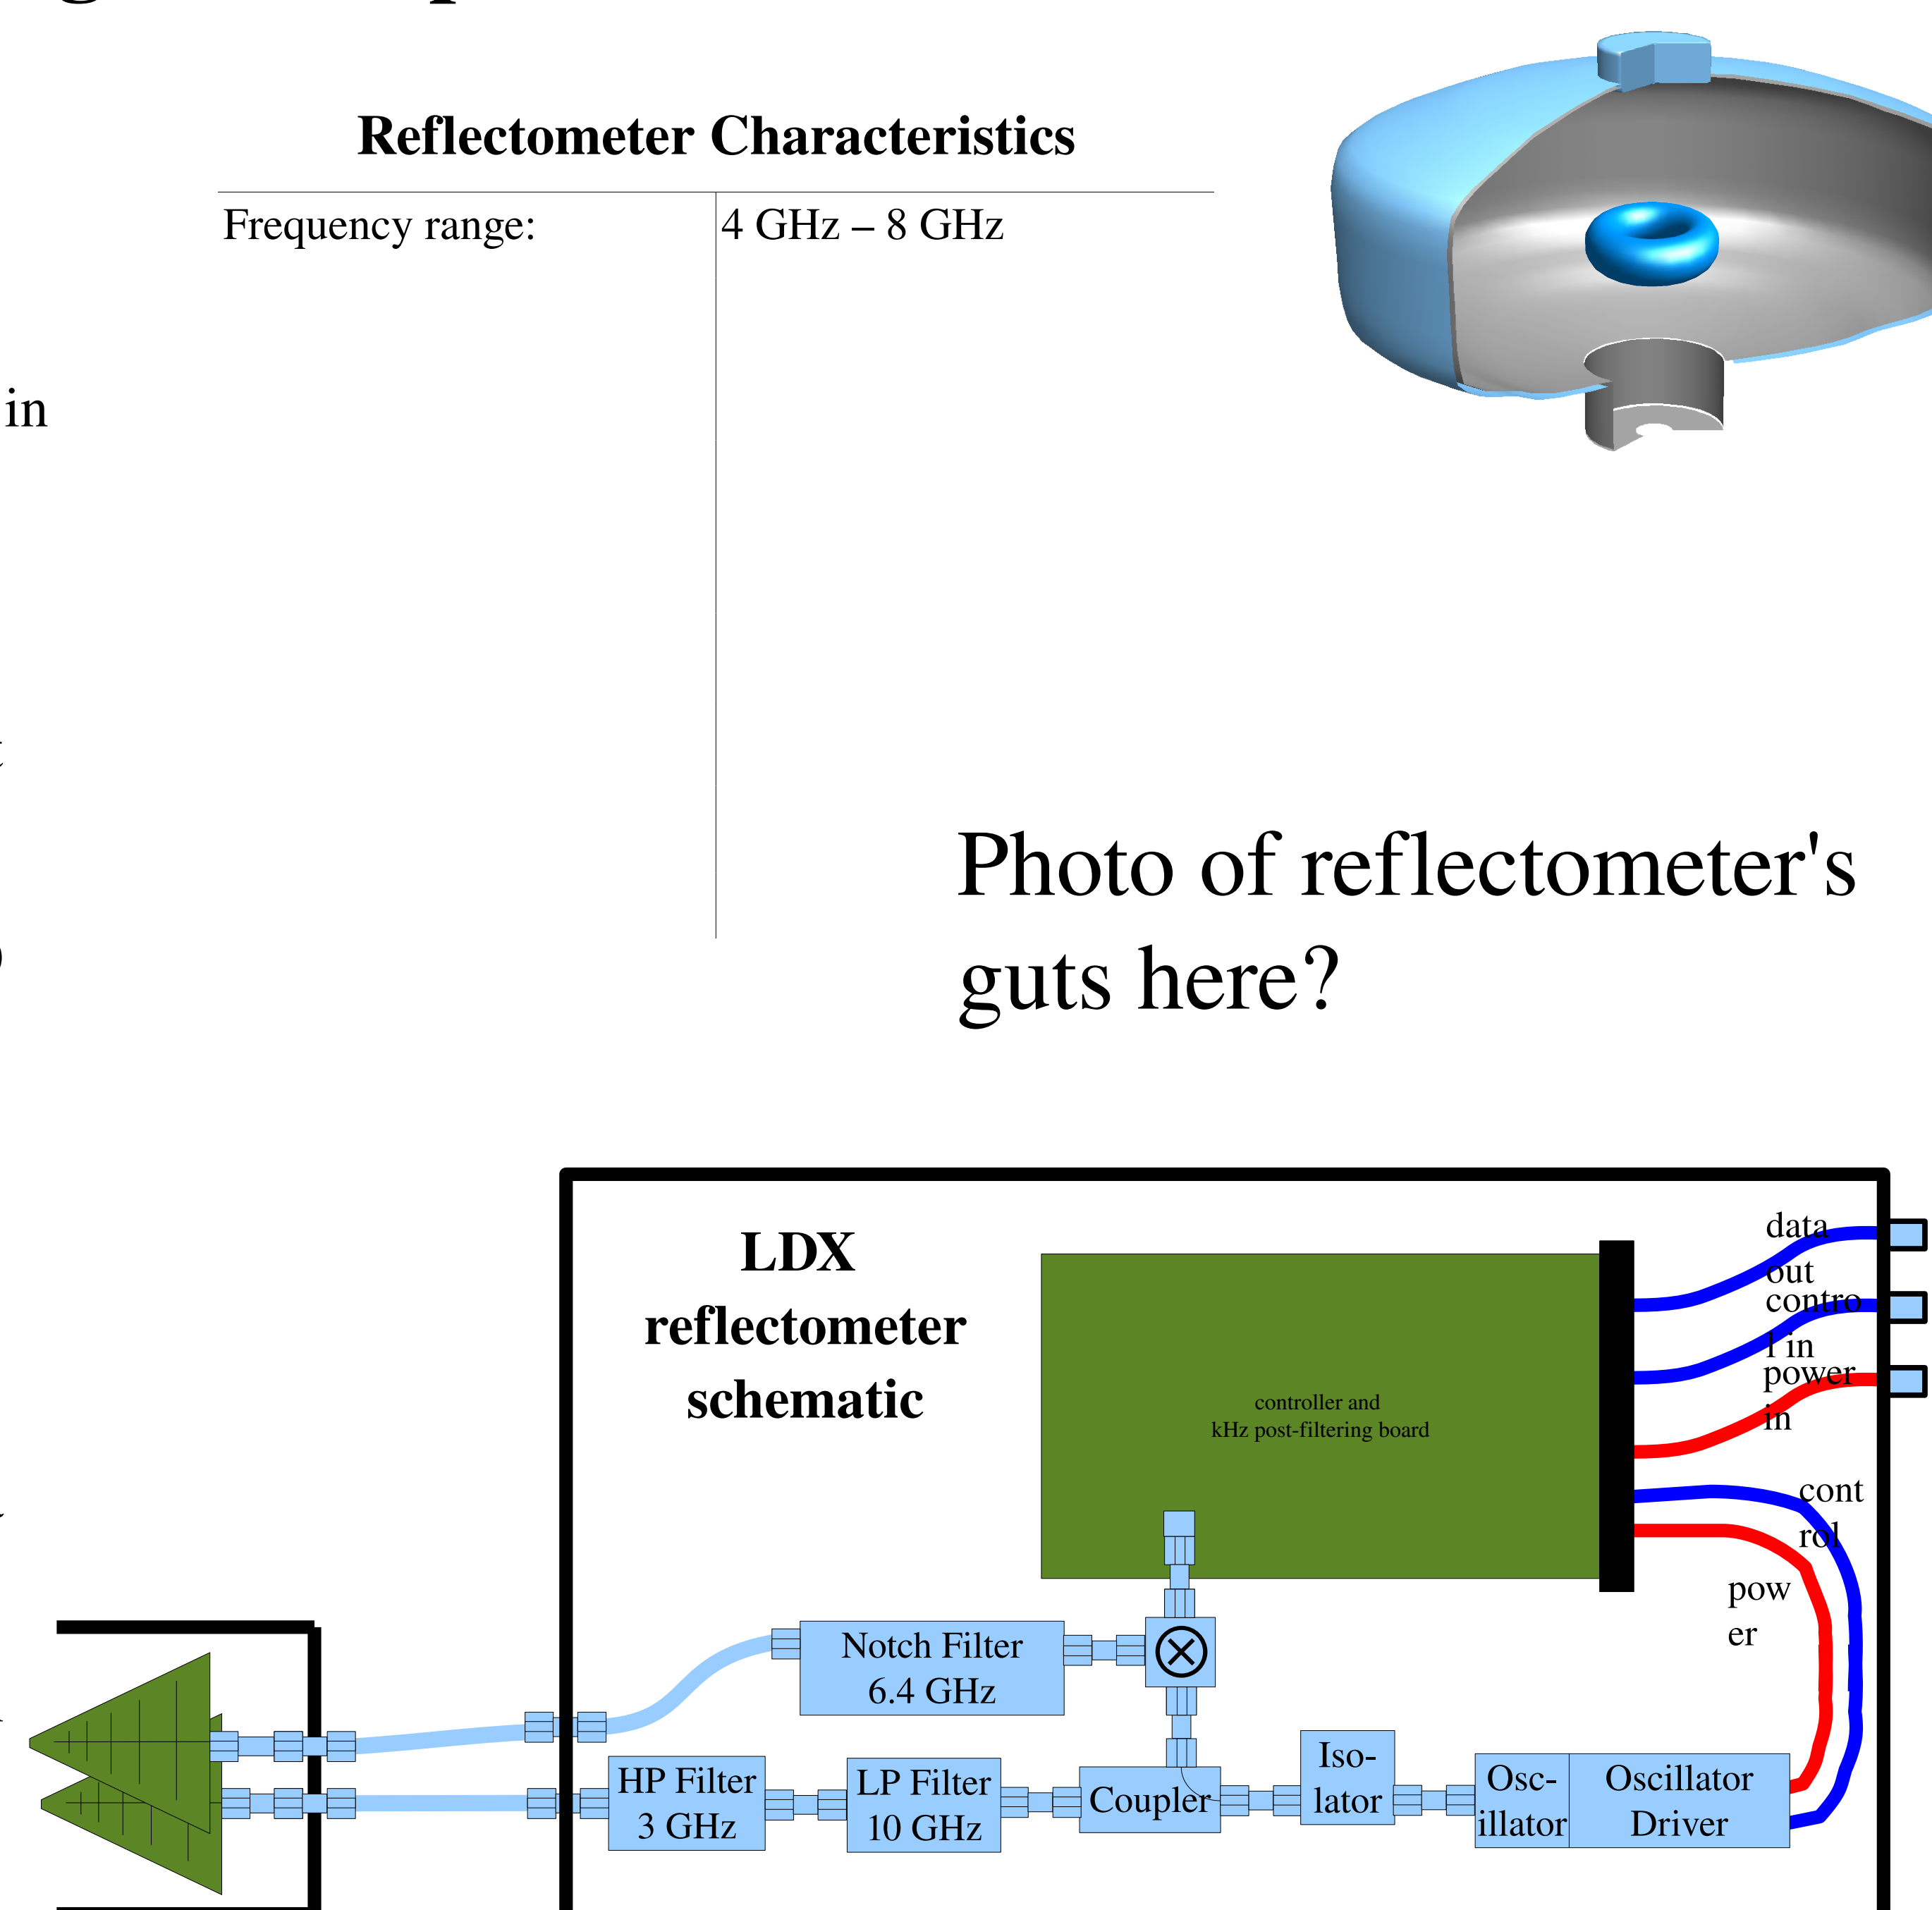 Reflectometer Characteristics
Frequency range: 4 GHz – 8 GHz
in
Photo of reflectometer's
guts here?
LDX
reflectometer
schematic
data
out
contro
l in
power
in
controller and
kHz post-filtering board
cont
rol
pow
er
Notch Filter
6.4 GHz
HP Filter
3 GHz
LP Filter
10 GHz
Coupler
Iso-
lator
Osc-
illator
Oscillator
Driver